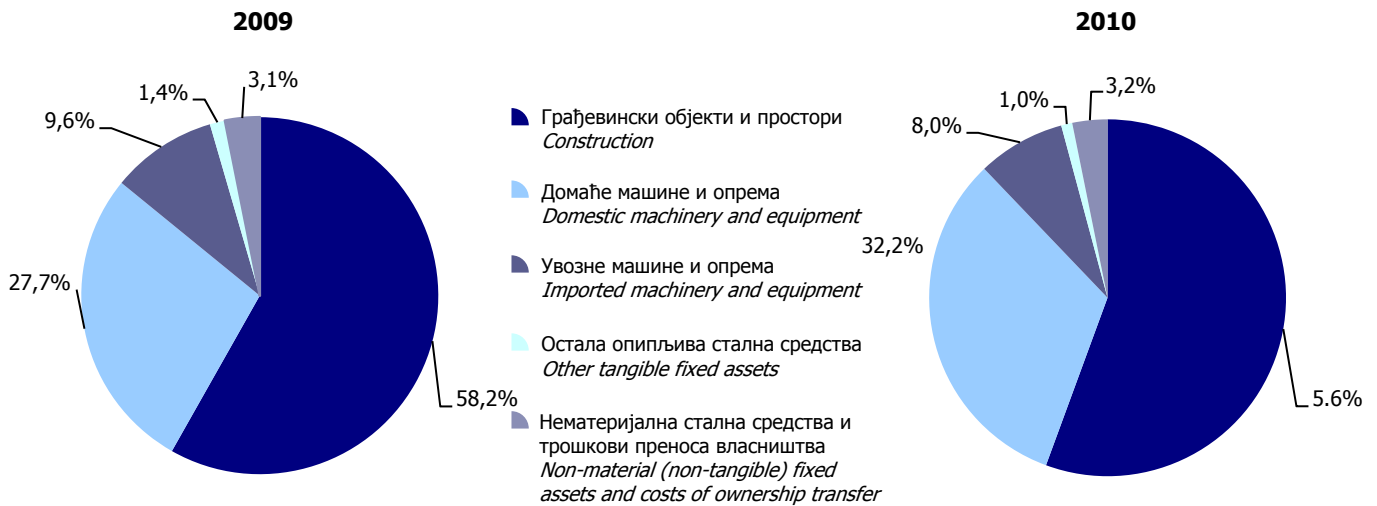 2009
3,1%
1,4%
9,6%
27,7%
58,2%
Грађевински објекти и простори
Construction
Домаће машине и опрема
Domestic machinery and equipment
Увозне машине и опрема
Imported machinery and equipment
Остала опипљива стална средства
Other tangible fixed assets
Нематеријална стална средства и
трошкови преноса власништва
Non-material (non-tangible) fixed
assets and costs of ownership transfer
2010
3,2%
1,0%
8,0%
32,2%
5.6%